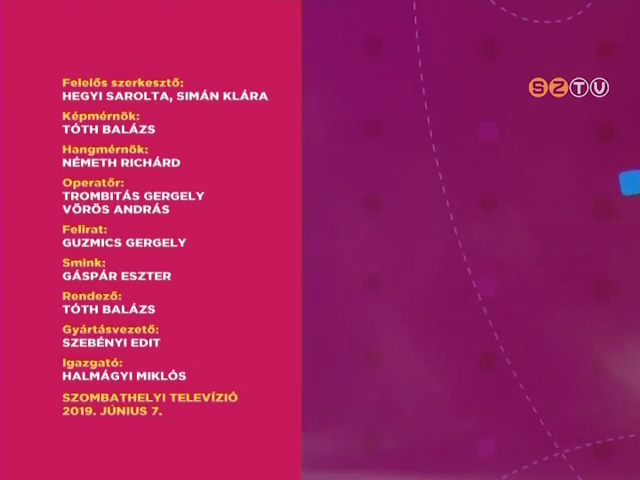 Felelős szerkesztő:
HEGYI SAROLTA, SIMÁN KLÁRA
Képmérnök:
TÓTH BALÁZS
Hangmérnök:
NÉMETH RICHÁRD
Operatőr:
TROMBITÁS GERGELY
VÖRÖS ANDRÁS
Felirat:
GUZMICS GERGELY
Smink:
GÁSPÁR ESZTER
Rendező:
TÓTH BALÁZS
Gyártásvezető:
SZEBÉNYI EDIT
Igazgató:
HALMÁGYI MIKLÓS
SZOMBATHELYI TELEVÍZIÓ
2019. JÚNIUS 7.
SZTV